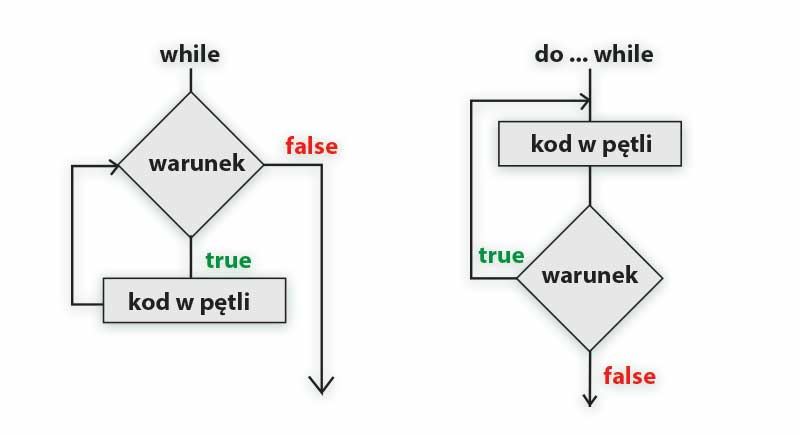 while
warunek
false
true
kod w pętli
do ... while
kod w pętli
true
warunek
false